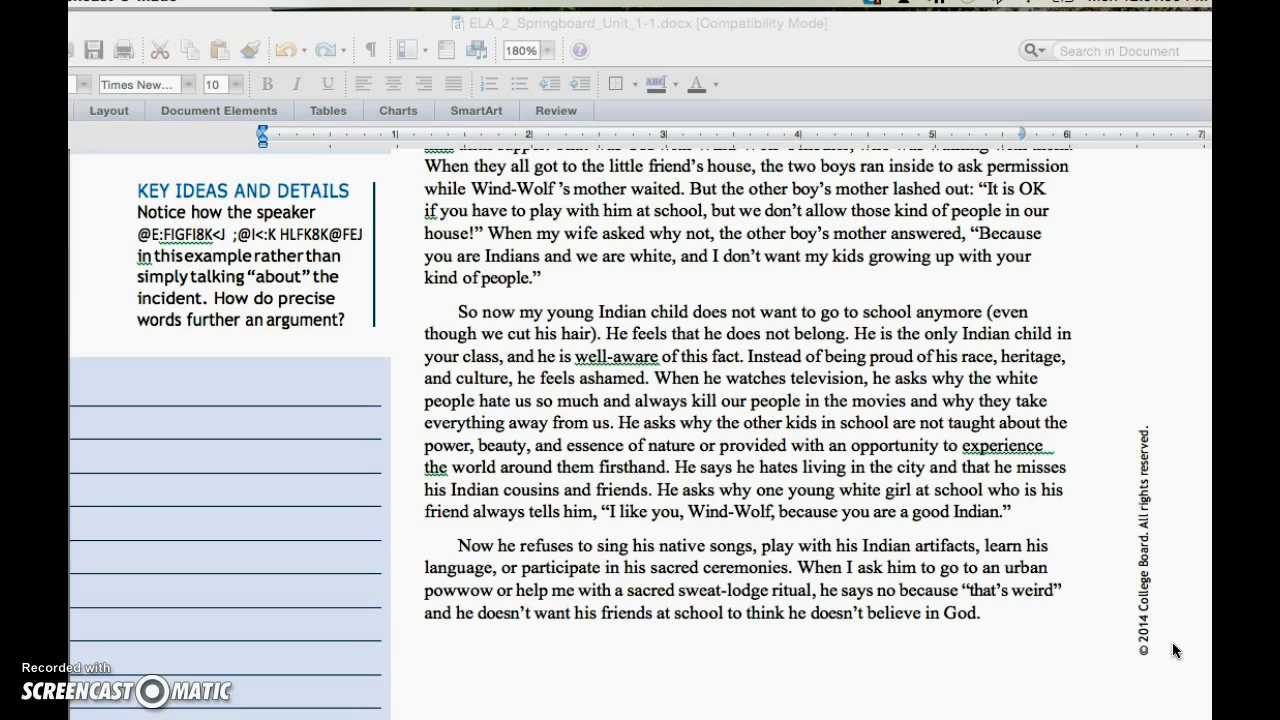 ELA_2_Springboard_Unit_1-1.docx [Compatibility Mode]
180%
Search in Document
Times New...
10
B I U
ABC
A
Layout
Document Elements
Tables
Charts
SmartArt
Review
1 2 3 4 5 6 7
When they all got to the little friend’s house, the two boys ran inside to ask permission
while Wind-Wolf ’s mother waited. But the other boy’s mother lashed out: “It is OK
if you have to play with him at school, but we don’t allow those kind of people in our
house!” When my wife asked why not, the other boy’s mother answered, “Because
you are Indians and we are white, and I don’t want my kids growing up with your
kind of people.”
So now my young Indian child does not want to go to school anymore (even
though we cut his hair). He feels that he does not belong. He is the only Indian child in
your class, and he is well-aware of this fact. Instead of being proud of his race, heritage,
and culture, he feels ashamed. When he watches television, he asks why the white
people hate us so much and always kill our people in the movies and why they take
everything away from us. He asks why the other kids in school are not taught about the
power, beauty, and essence of nature or provided with an opportunity to experience
the world around them firsthand. He says he hates living in the city and that he misses
his Indian cousins and friends. He asks why one young white girl at school who is his
friend always tells him, “I like you, Wind-Wolf, because you are a good Indian.”
Now he refuses to sing his native songs, play with his Indian artifacts, learn his
language, or participate in his sacred ceremonies. When I ask him to go to an urban
powwow or help me with a sacred sweat-lodge ritual, he says no because “that’s weird”
and he doesn’t want his friends at school to think he doesn’t believe in God.
KEY IDEAS AND DETAILS
Notice how the speaker
@E:FIGFI8K<J ;@I<:K HLFK8K@FEJ
in this example rather than
simply talking “about” the
incident. How do precise
words further an argument?
© 2014 College Board. All rights reserved.
Recorded with
SCREENCAST MATIC